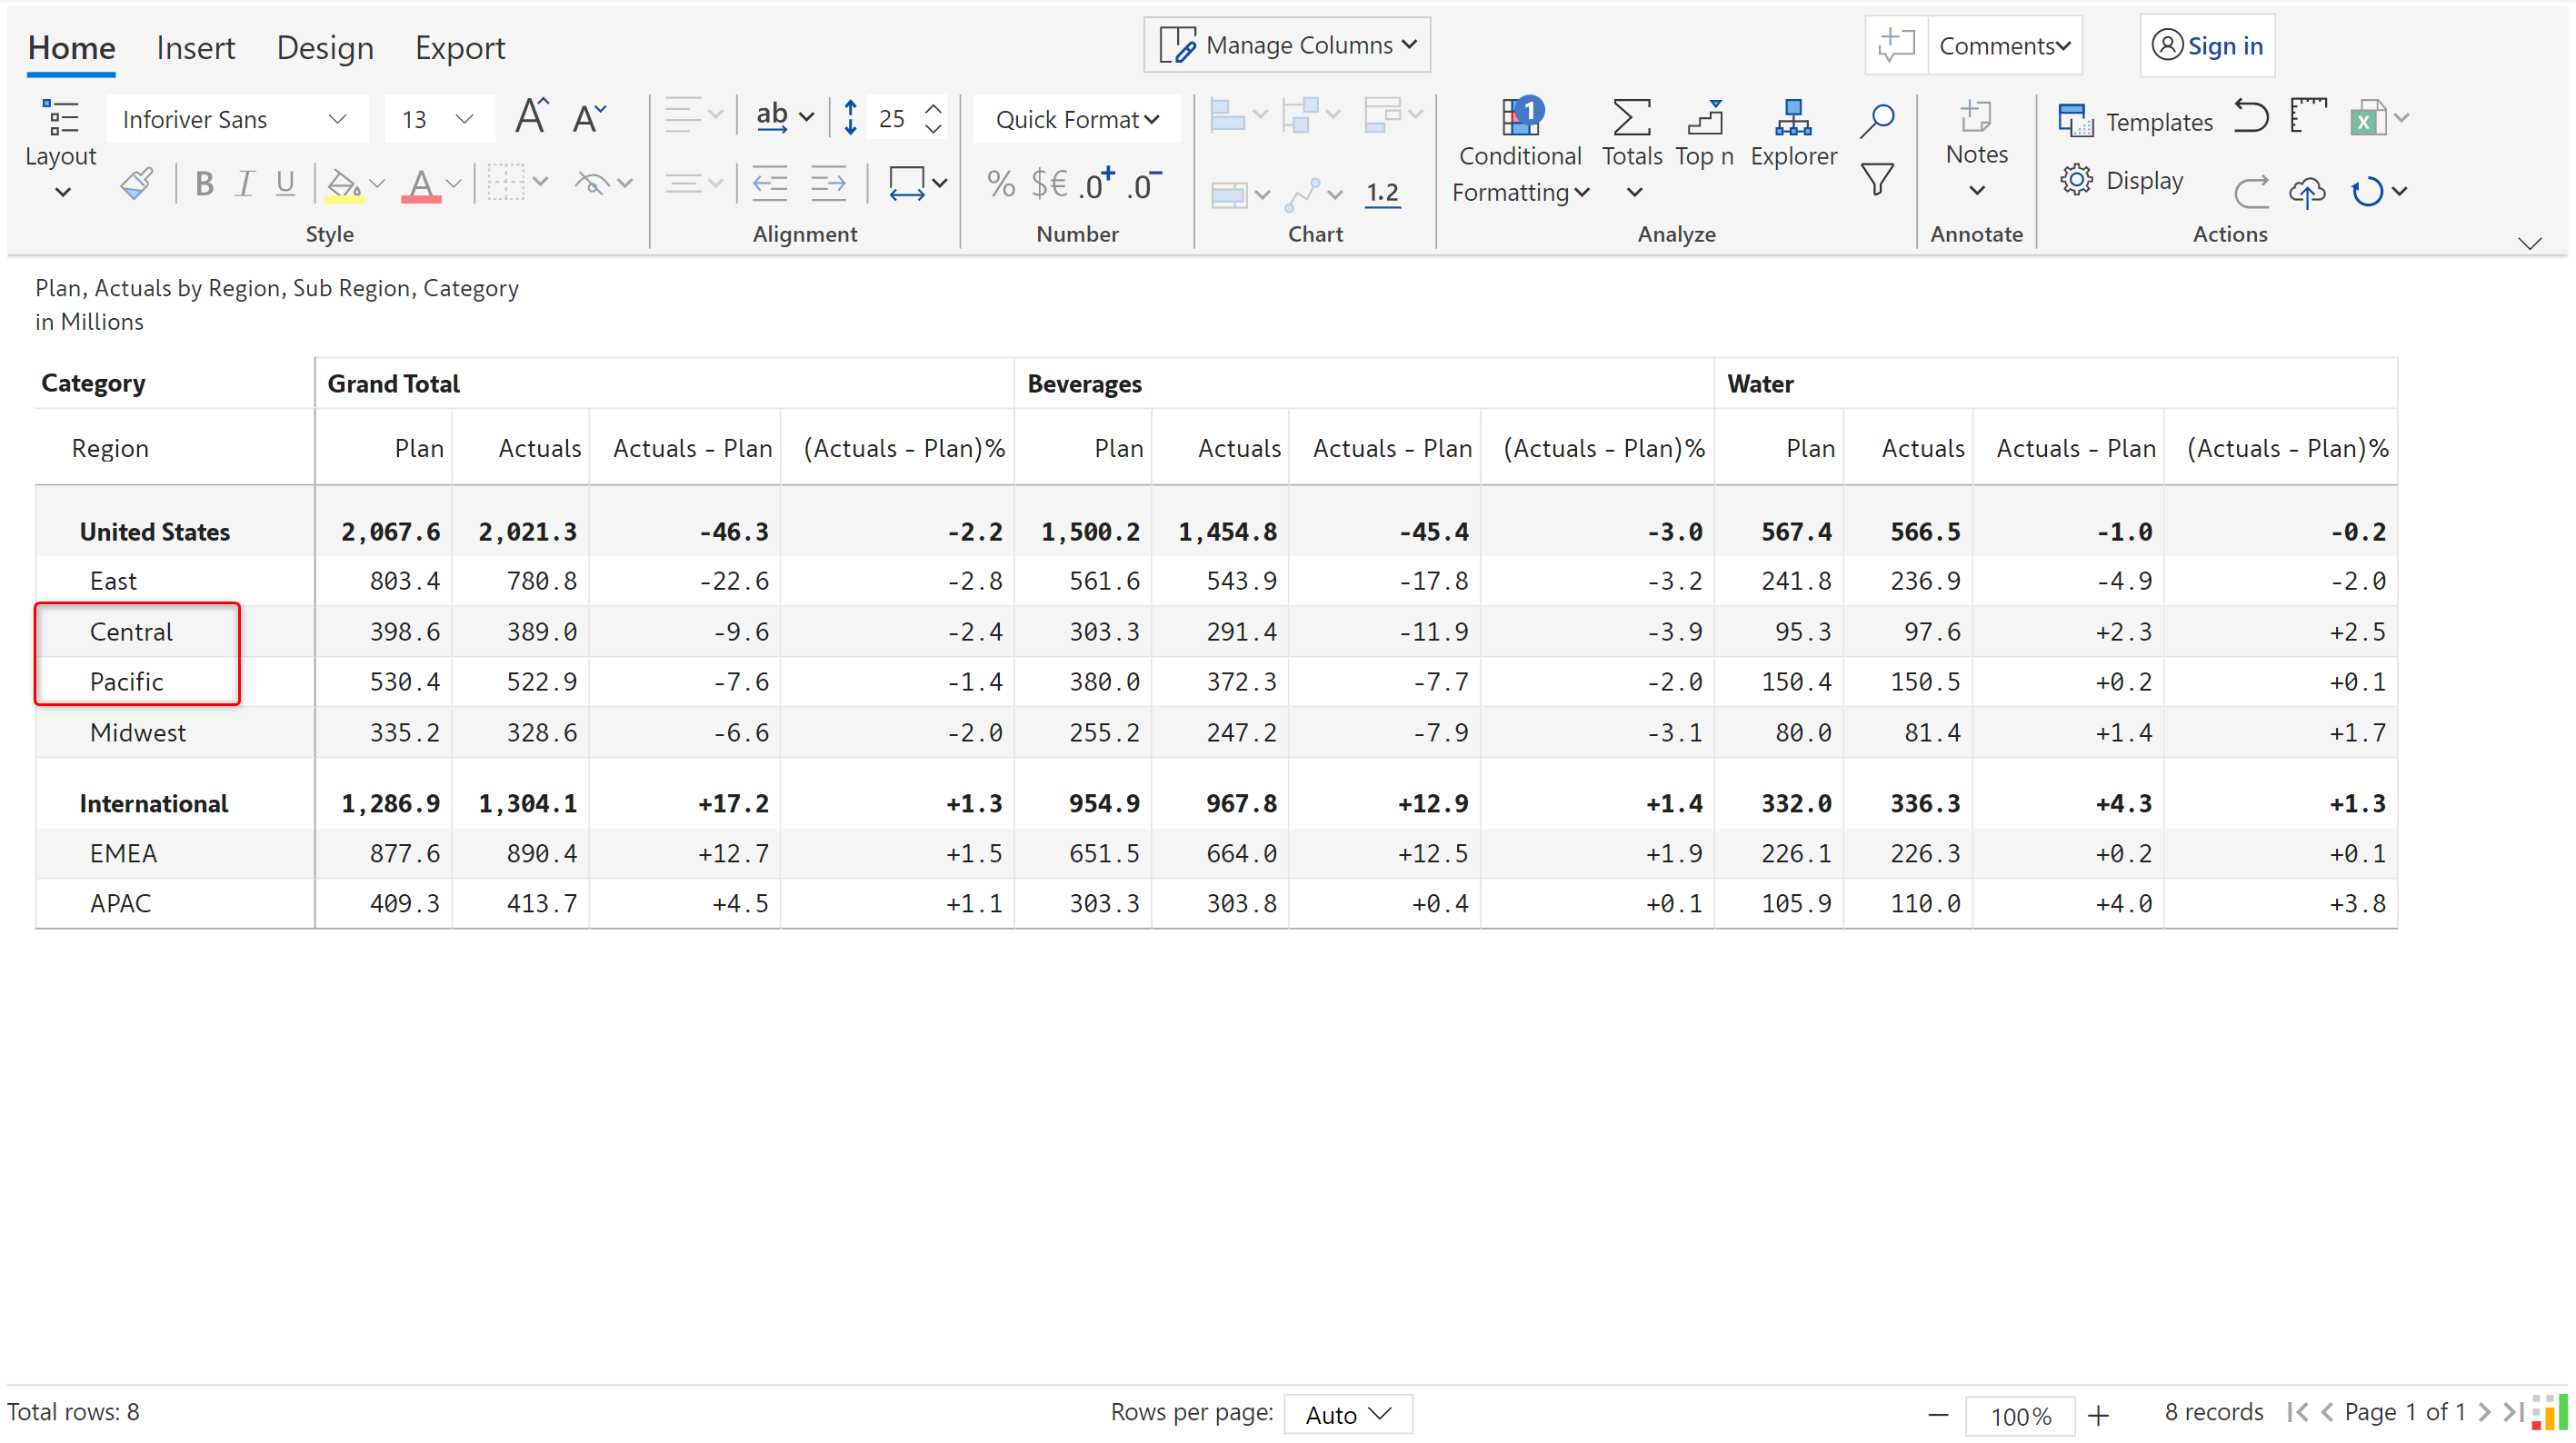 Home Insert Design Export Manage Columns Comments Sign in
Layout Inforiver Sans 13 A A ab 25 Quick Format 1 Conditional Formatting Totals Top n Explorer Notes Templates X
B I U A % $€ .0+ .0- 1.2 Display
Style Alignment Number Chart Analyze Annotate Actions
Plan, Actuals by Region, Sub Region, Category
in Millions
Category Grand Total Beverages Water
Region Plan Actuals Actuals - Plan (Actuals - Plan)% Plan Actuals Actuals - Plan (Actuals - Plan)% Plan Actuals Actuals - Plan (Actuals - Plan)%
United States 2,067.6 2,021.3 -46.3 -2.2 1,500.2 1,454.8 -45.4 -3.0 567.4 566.5 -1.0 -0.2
East 803.4 780.8 -22.6 -2.8 561.6 543.9 -17.8 -3.2 241.8 236.9 -4.9 -2.0
Central 398.6 389.0 -9.6 -2.4 303.3 291.4 -11.9 -3.9 95.3 97.6 +2.3 +2.5
Pacific 530.4 522.9 -7.6 -1.4 380.0 372.3 -7.7 -2.0 150.4 150.5 +0.2 +0.1
Midwest 335.2 328.6 -6.6 -2.0 255.2 247.2 -7.9 -3.1 80.0 81.4 +1.4 +1.7
International 1,286.9 1,304.1 +17.2 +1.3 954.9 967.8 +12.9 +1.4 332.0 336.3 +4.3 +1.3
EMEA 877.6 890.4 +12.7 +1.5 651.5 664.0 +12.5 +1.9 226.1 226.3 +0.2 +0.1
APAC 409.3 413.7 +4.5 +1.1 303.3 303.8 +0.4 +0.1 105.9 110.0 +4.0 +3.8
Total rows: 8 Rows per page: Auto 100% 8 records Page 1 of 1